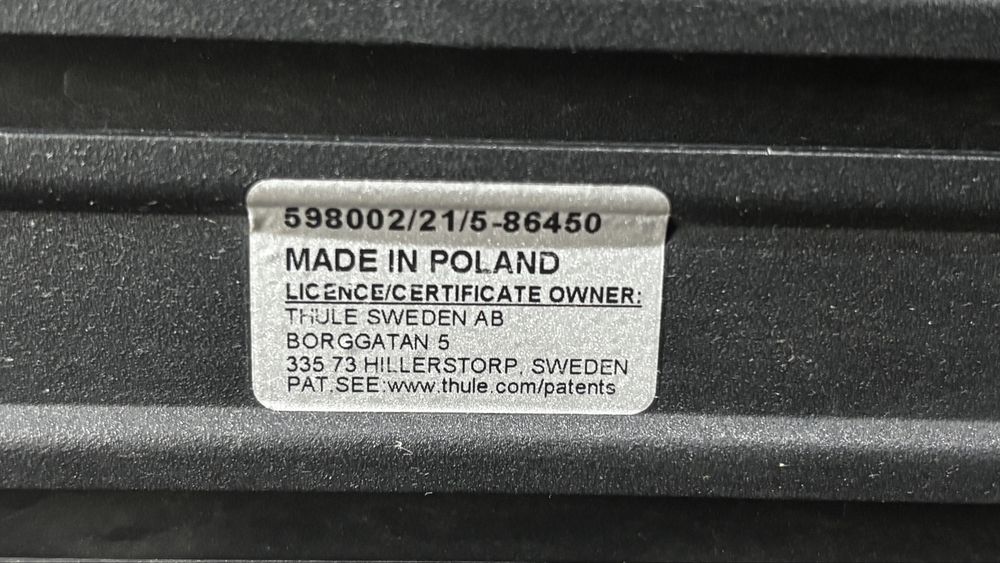 598002/21/5-86450
MADE IN POLAND
LICENCE/CERTIFICATE OWNER:
THULE SWEDEN AB
BORGGATAN 5
335 73 HILLERSTORP, SWEDEN
PAT.SEE:www.thule.com/patents